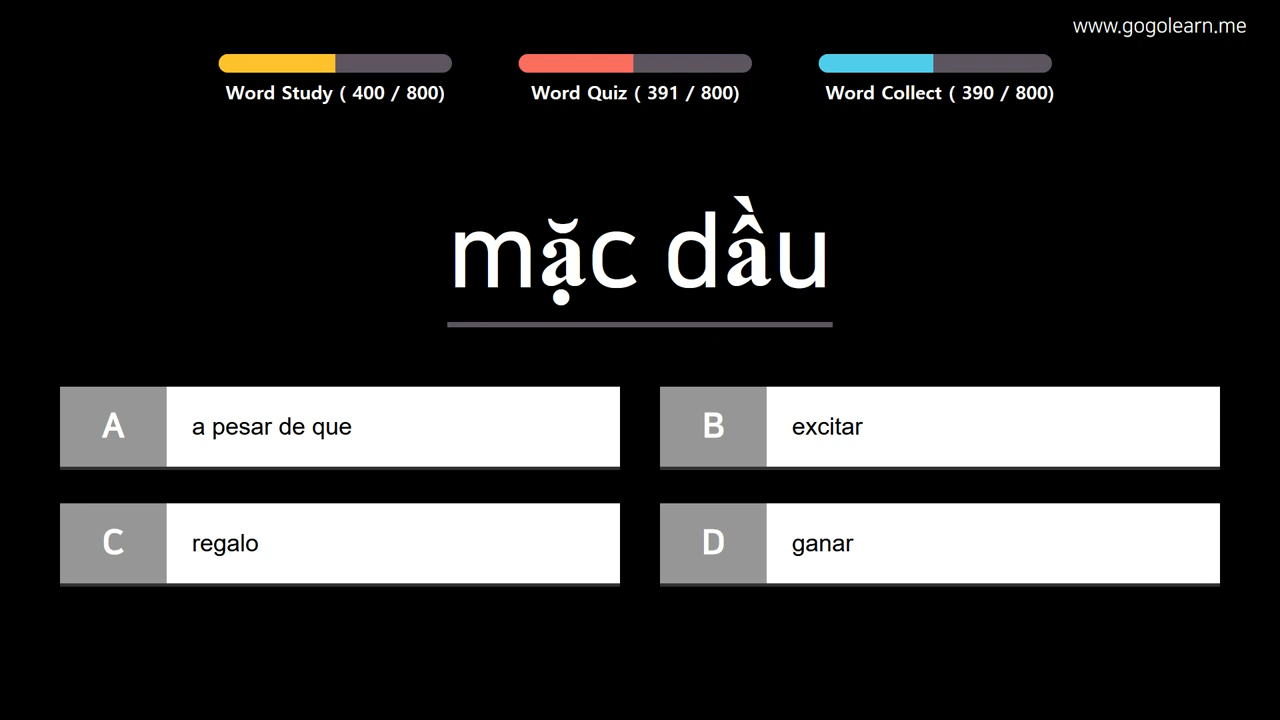 www.gogolearn.me
Word Study ( 400 / 800)
Word Quiz ( 391 / 800)
Word Collect ( 390 / 800)
mặc dầu
A
a pesar de que
B
excitar
C
regalo
D
ganar